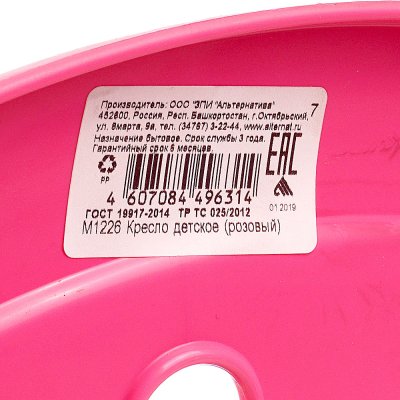 Производитель: ООО "ЗПИ "Альтернатива"
452600, Россия, Респ. Башкортостан, г.Октябрьский,
ул. 8марта, 9а, тел. (34767) 3-22-44, www.alternat.ru
Назначение бытовое. Срок службы 3 года.
Гарантийный срок 6 месяцев.
7
EAC
PP
4 607084 496314
01 2019
ГОСТ 19917-2014 ТР ТС 025/2012
М1226 Кресло детское (розовый)